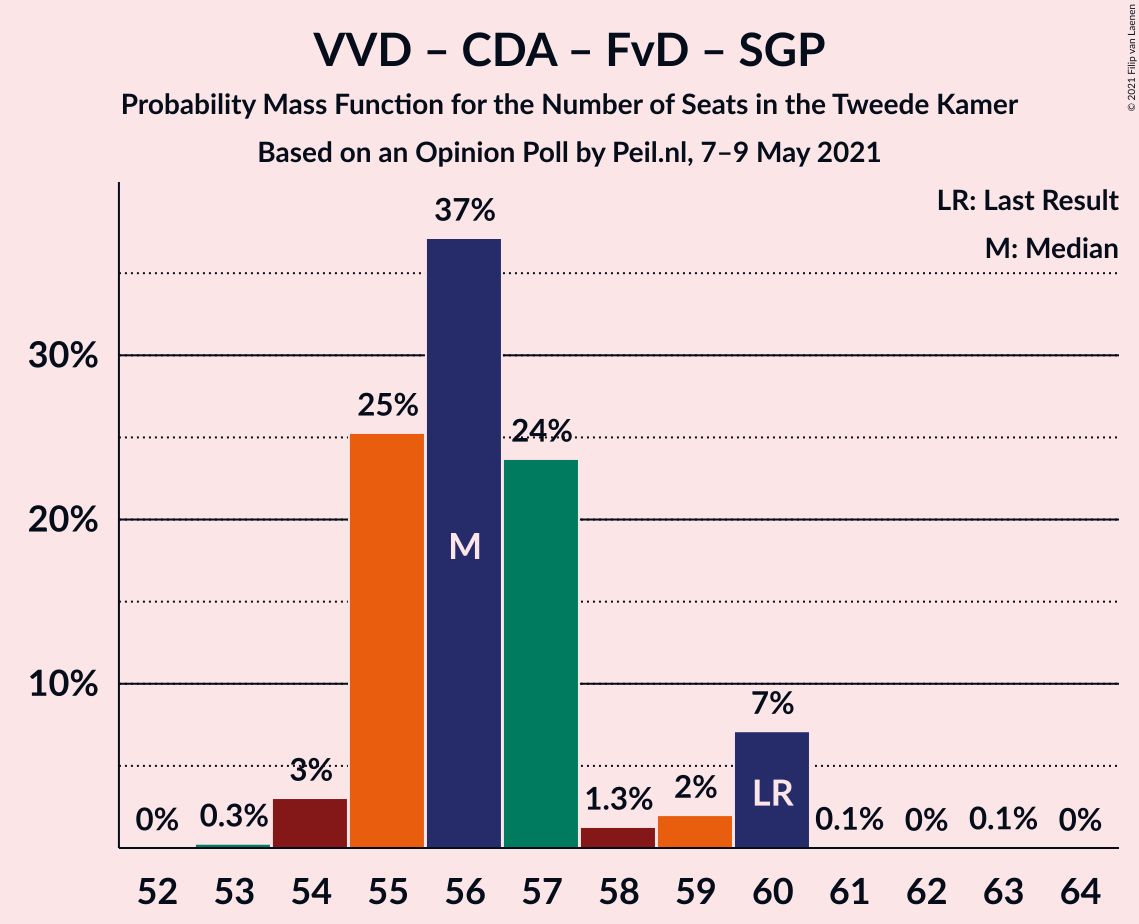 VVD – CDA – FvD – SGP
Probability Mass Function for the Number of Seats in the Tweede Kamer
Based on an Opinion Poll by Peil.nl, 7–9 May 2021
© 2021 Filip van Laenen
LR: Last Result
M: Median
30%
20%
10%
0%
0.3%
3%
25%
37%
24%
1.3%
2%
7%
0.1%
0%
0.1%
0%
M
LR
52 53 54 55 56 57 58 59 60 61 62 63 64